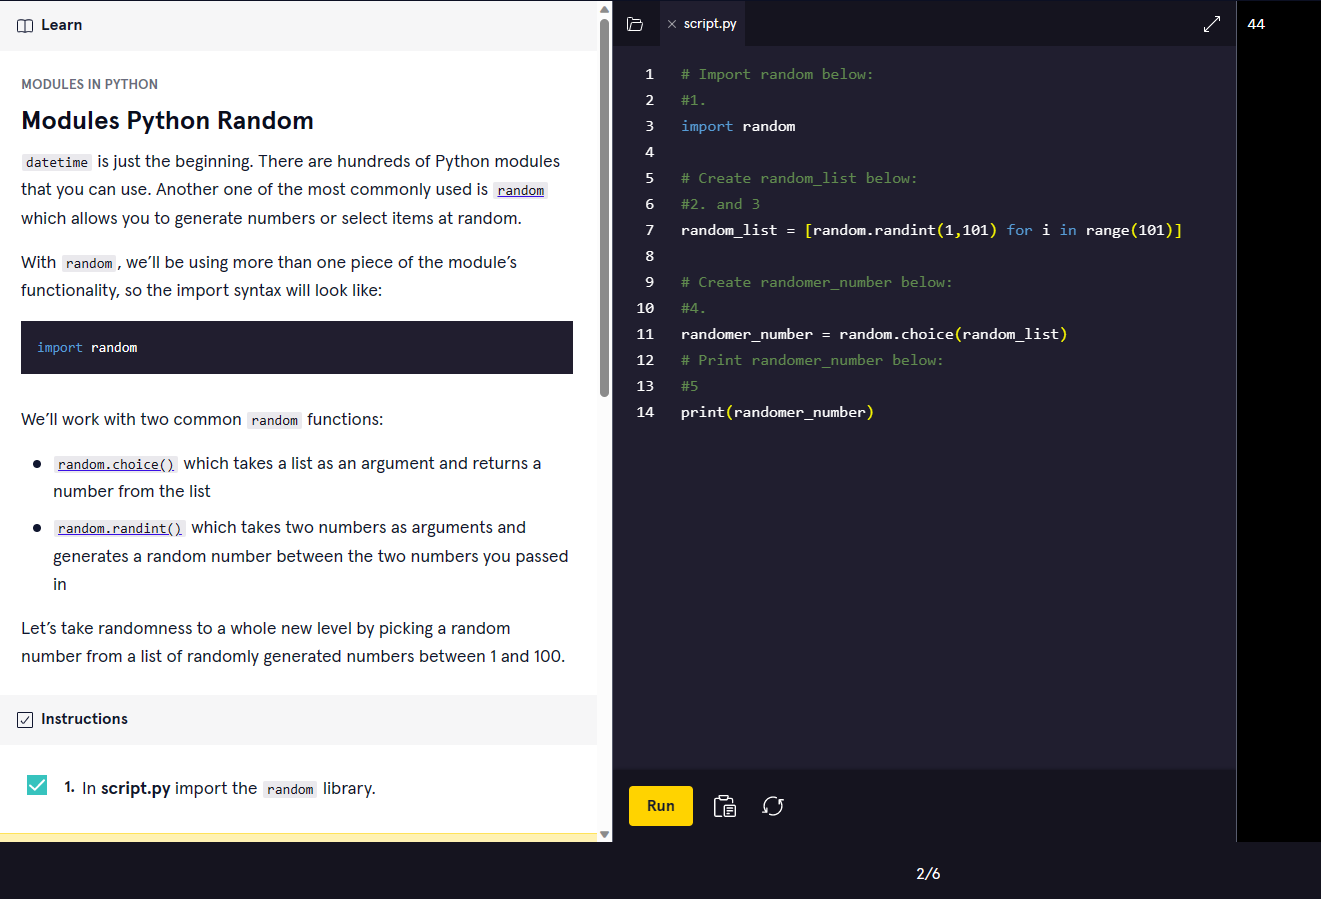 Learn
MODULES IN PYTHON
Modules Python Random
datetime is just the beginning. There are hundreds of Python modules
that you can use. Another one of the most commonly used is random
which allows you to generate numbers or select items at random.
With random, we’ll be using more than one piece of the module’s
functionality, so the import syntax will look like:
import random
We’ll work with two common random functions:
random.choice() which takes a list as an argument and returns a
number from the list
random.randint() which takes two numbers as arguments and
generates a random number between the two numbers you passed
in
Let’s take randomness to a whole new level by picking a random
number from a list of randomly generated numbers between 1 and 100.
Instructions
1. In script.py import the random library.
script.py
1 # Import random below:
2 #1.
3 import random
4
5 # Create random_list below:
6 #2. and 3
7 random_list = [random.randint(1,101) for i in range(101)]
8
9 # Create randomer_number below:
10 #4.
11 randomer_number = random.choice(random_list)
12 # Print randomer_number below:
13 #5
14 print(randomer_number)
Run
44
2/6